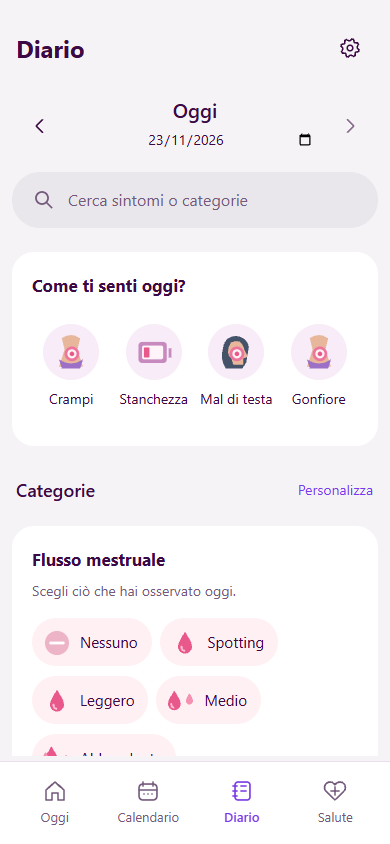 Diario
Oggi
23/11/2026
Cerca sintomi o categorie
Come ti senti oggi?
Crampi Stanchezza Mal di testa Gonfiore
Categorie Personalizza
Flusso mestruale
Scegli ciò che hai osservato oggi.
Nessuno Spotting
Leggero Medio
Oggi Calendario Diario Salute